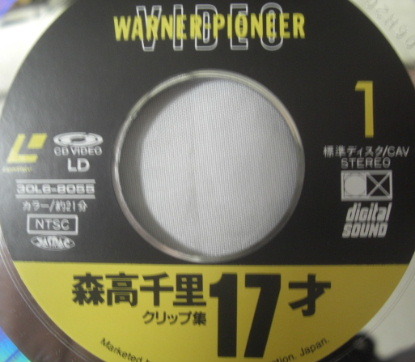 WARNER-PIONEER
VIDEO
1
CD VIDEO
LD
標準ディスク/CAV
STEREO
30L6-8055
カラー/約21分
NTSC
digital
SOUND
森高千里 17才
クリップ集
Japan.